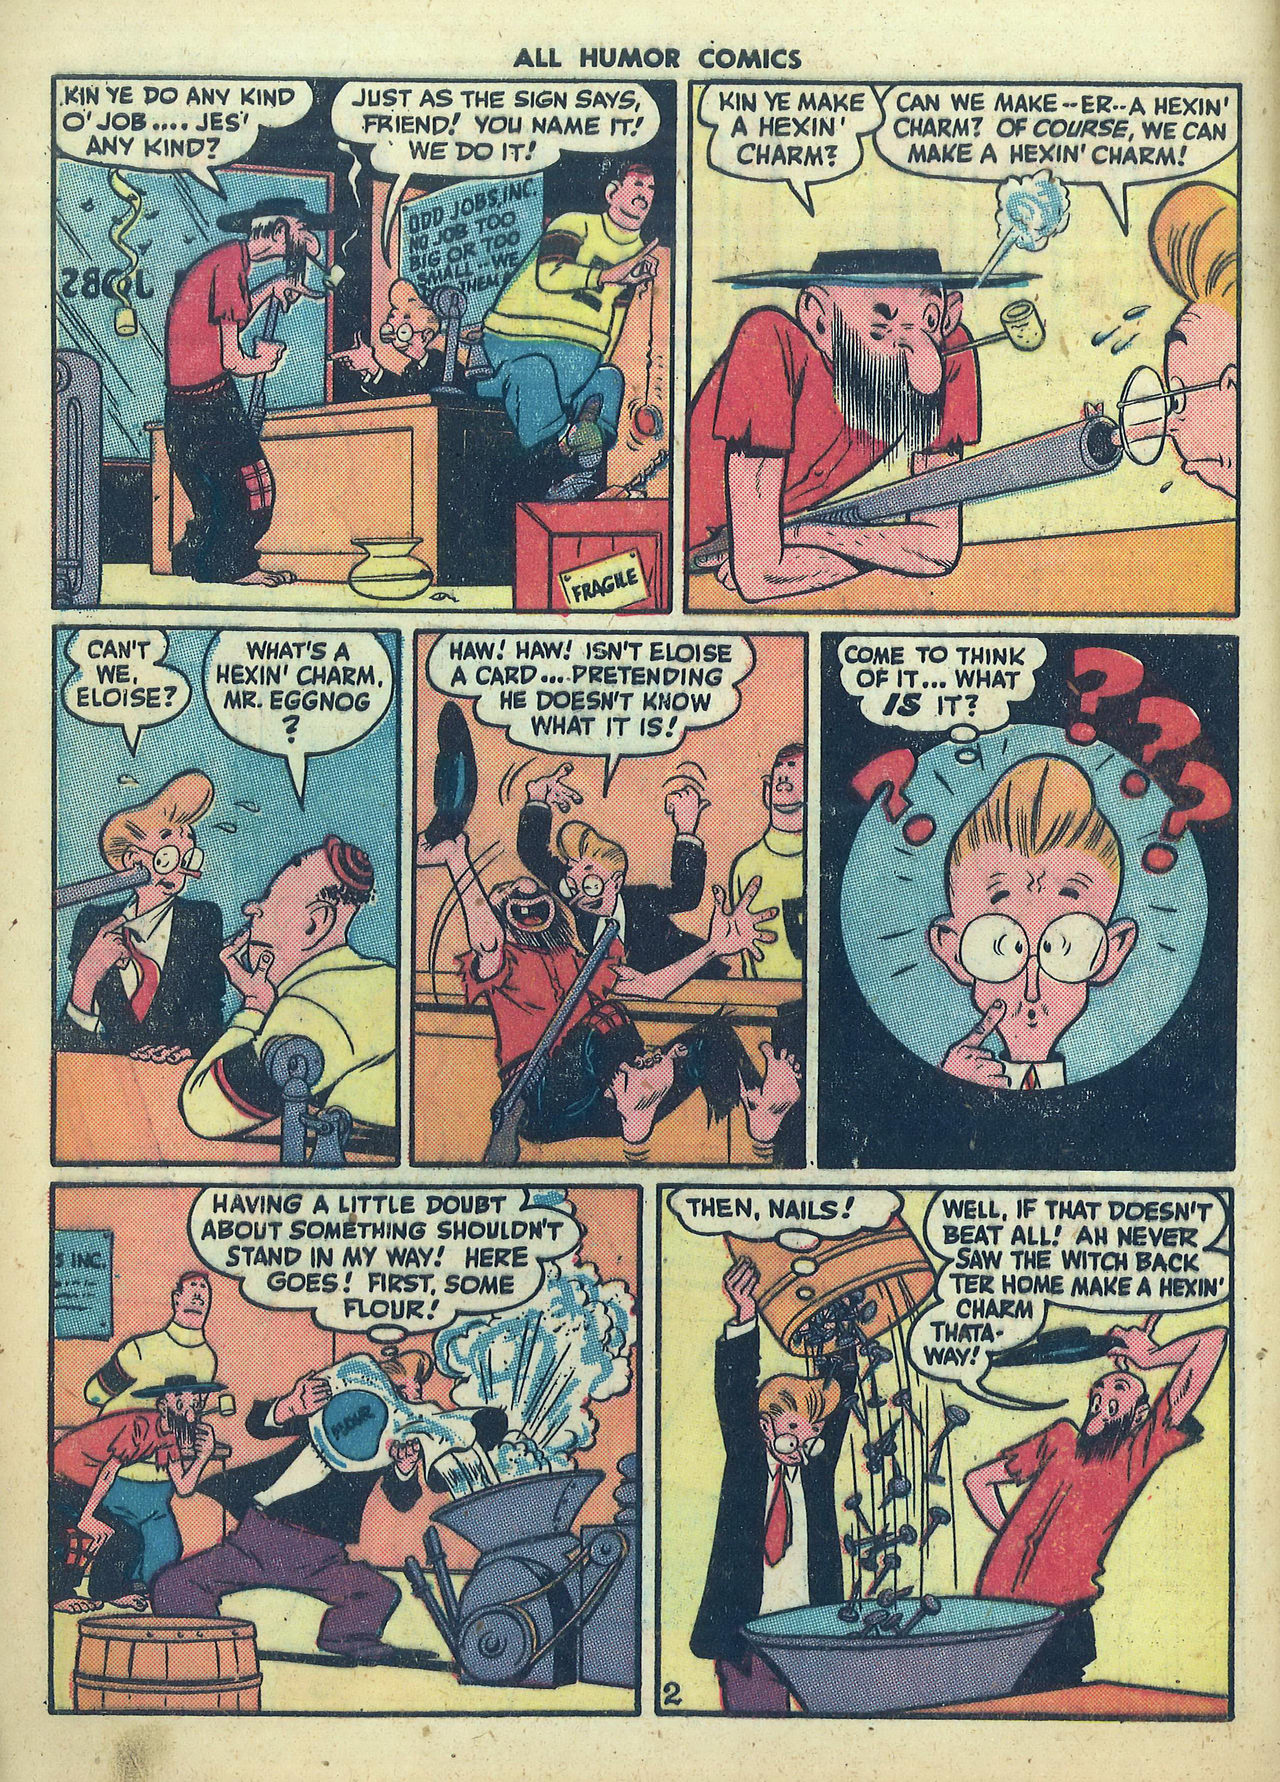 ALL HUMOR COMICS
KIN YE DO ANY KIND
O' JOB.... JES'
ANY KIND?
JUST AS THE SIGN SAYS,
FRIEND! YOU NAME IT!
WE DO IT!
JOBS
ODD JOBS, INC.
NO JOB TOO
BIG OR TOO
SMALL -- WE
THEM!
FRAGILE
KIN YE MAKE
A HEXIN'
CHARM?
CAN WE MAKE --ER-- A HEXIN'
CHARM? OF COURSE, WE CAN
MAKE A HEXIN' CHARM!
CAN'T
WE,
ELOISE?
WHAT'S A
HEXIN' CHARM,
MR. EGGNOG
?
HAW! HAW! ISN'T ELOISE
A CARD... PRETENDING
HE DOESN'T KNOW
WHAT IT IS!
COME TO THINK
OF IT... WHAT
IS IT?
? ? ? ?
HAVING A LITTLE DOUBT
ABOUT SOMETHING SHOULDN'T
STAND IN MY WAY! HERE
GOES! FIRST, SOME
FLOUR!
S INC.
FLOUR
THEN, NAILS!
WELL, IF THAT DOESN'T
BEAT ALL! AH NEVER
SAW THE WITCH BACK
TER HOME MAKE A HEXIN'
CHARM
THATA-
WAY!
2